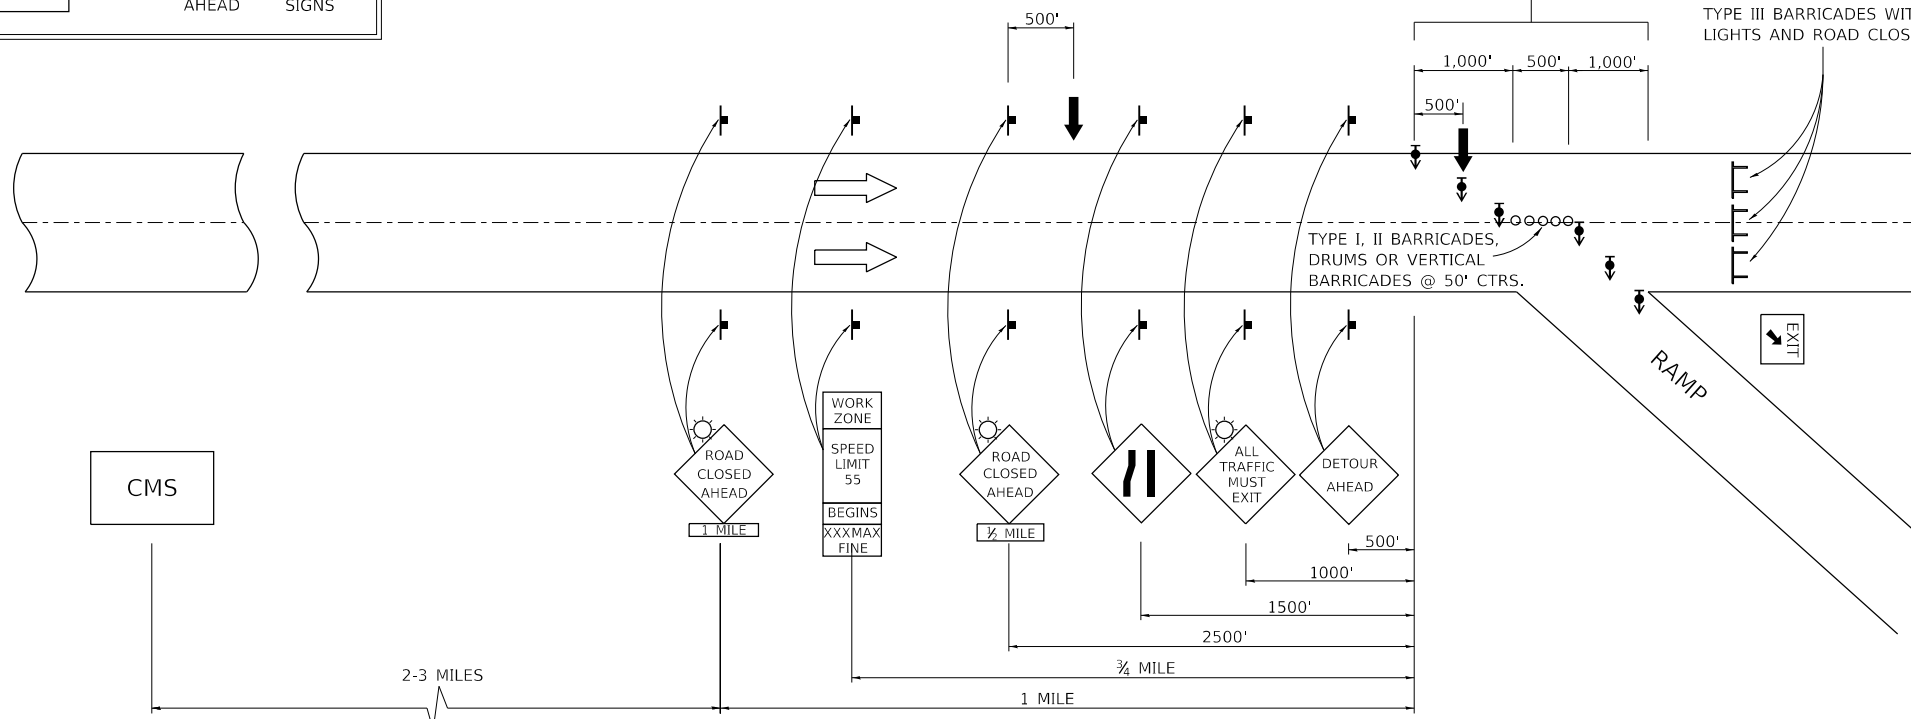 AHEAD SIGNS
500'
TYPE III BARRICADES WIT
LIGHTS AND ROAD CLOS
1,000' 500' 1,000'
500'
TYPE I, II BARRICADES,
DRUMS OR VERTICAL
BARRICADES @ 50' CTRS.
EXIT
RAMP
CMS
ROAD
CLOSED
AHEAD
1 MILE
WORK
ZONE
SPEED
LIMIT
55
BEGINS
XXXMAX
FINE
ROAD
CLOSED
AHEAD
½ MILE
ALL
TRAFFIC
MUST
EXIT
DETOUR
AHEAD
500'
1000'
1500'
2500'
¾ MILE
2-3 MILES
1 MILE